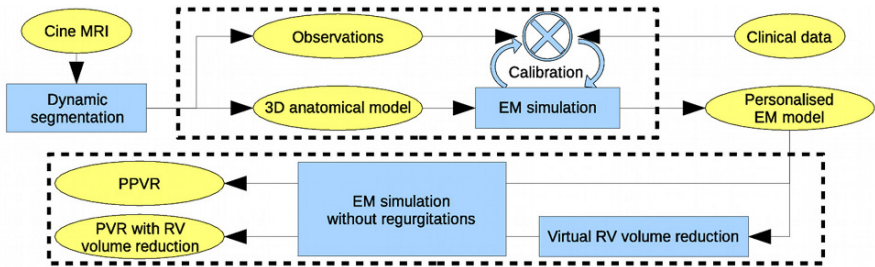 Cine MRI
Observations
Clinical data
Calibration
Dynamic
segmentation
3D anatomical model
EM simulation
Personalised
EM model
PPVR
EM simulation
without regurgitations
PVR with RV
volume reduction
Virtual RV volume reduction